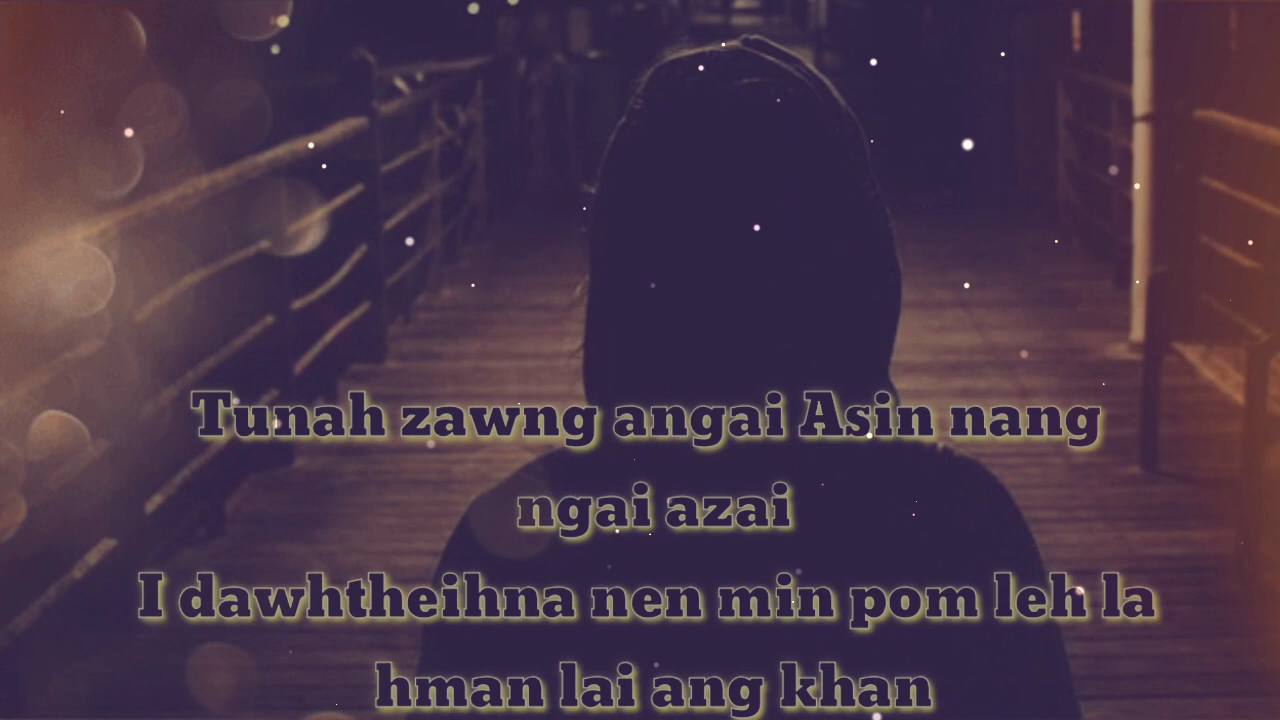 Tunah zawng angai Asin nang
ngai azai
I dawhtheihna nen min pom leh la
hman lai ang khan